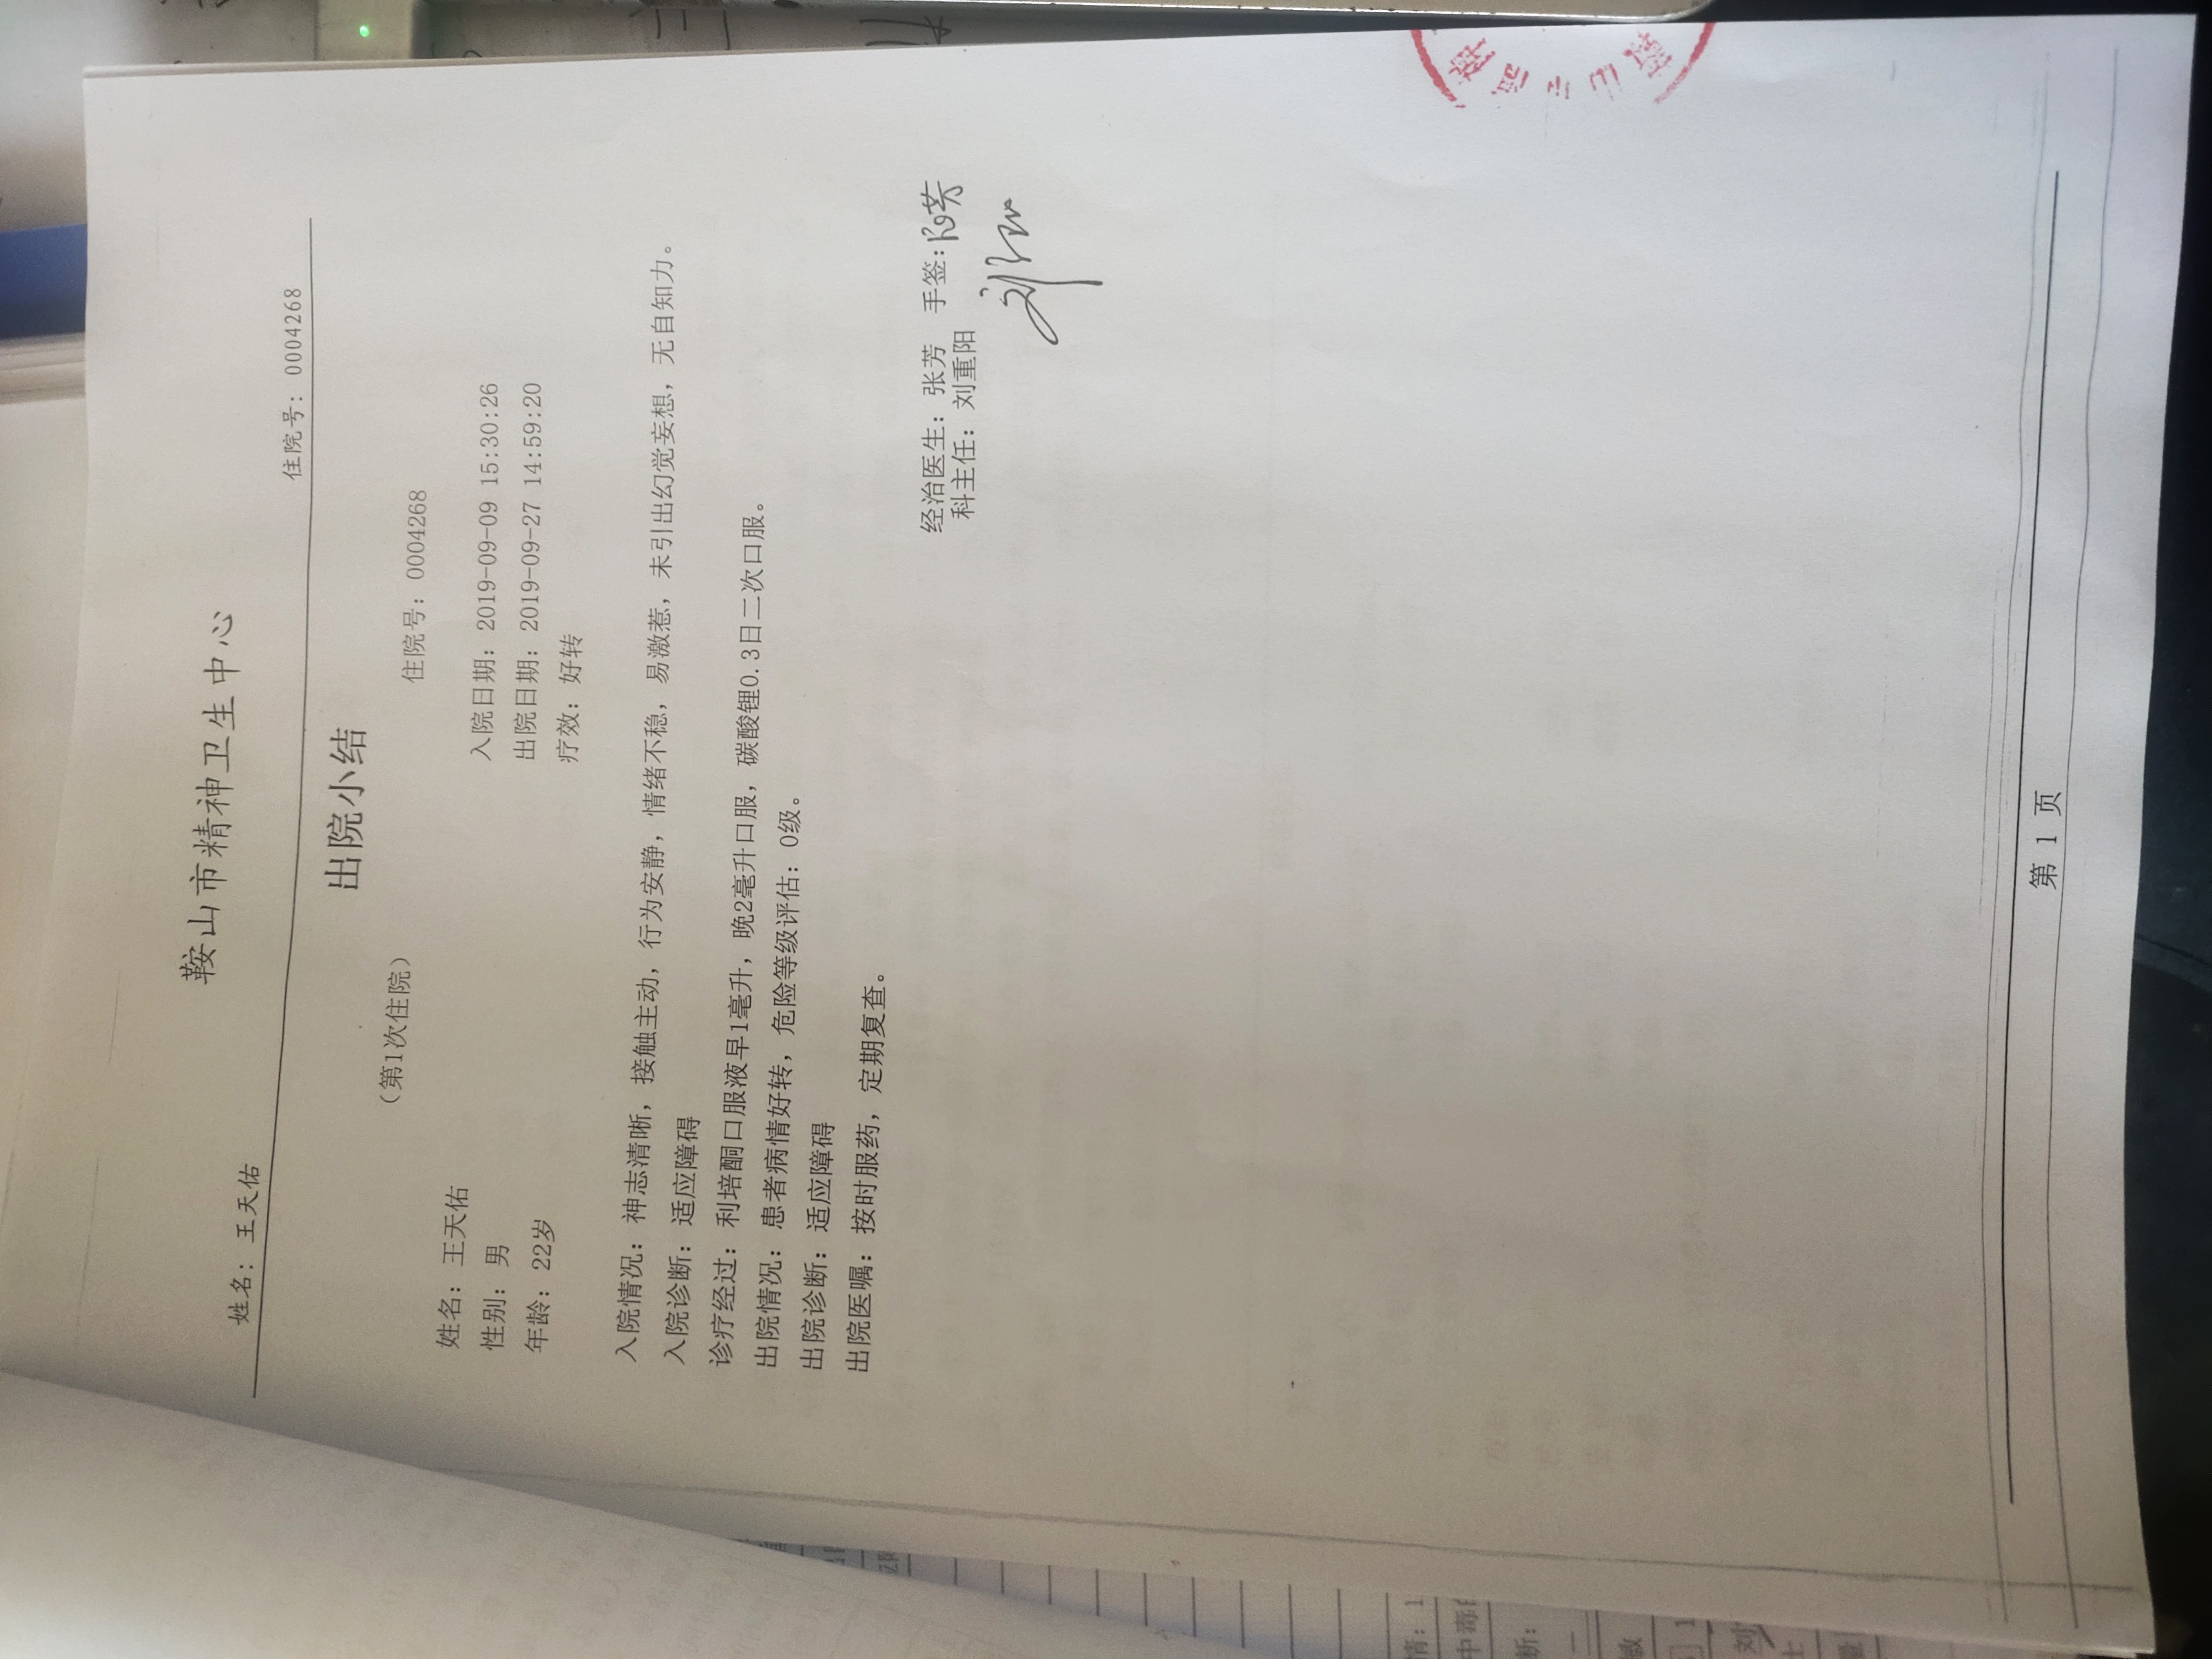 鞍山市精神卫生中心
姓名：王天佑
住院号：0004268
出院小结
（第1次住院）
住院号：0004268
姓名：王天佑
入院日期：2019-09-09 15:30:26
性别：男
出院日期：2019-09-27 14:59:20
年龄：22岁
疗效：好转
入院情况：神志清晰，接触主动，行为安静，情绪不稳，易激惹，未引出幻觉妄想，无自知力。
入院诊断：适应障碍
诊疗经过：利培酮口服液早1毫升，晚2毫升口服，碳酸锂0.3日二次口服。
出院情况：患者病情好转，危险等级评估：0级。
出院诊断：适应障碍
出院医嘱：按时服药，定期复查。
经治医生：张芳 手签：
科主任：刘重阳
情：1
中毒
断：
二
敏
1
刘
士
量
第 1 页